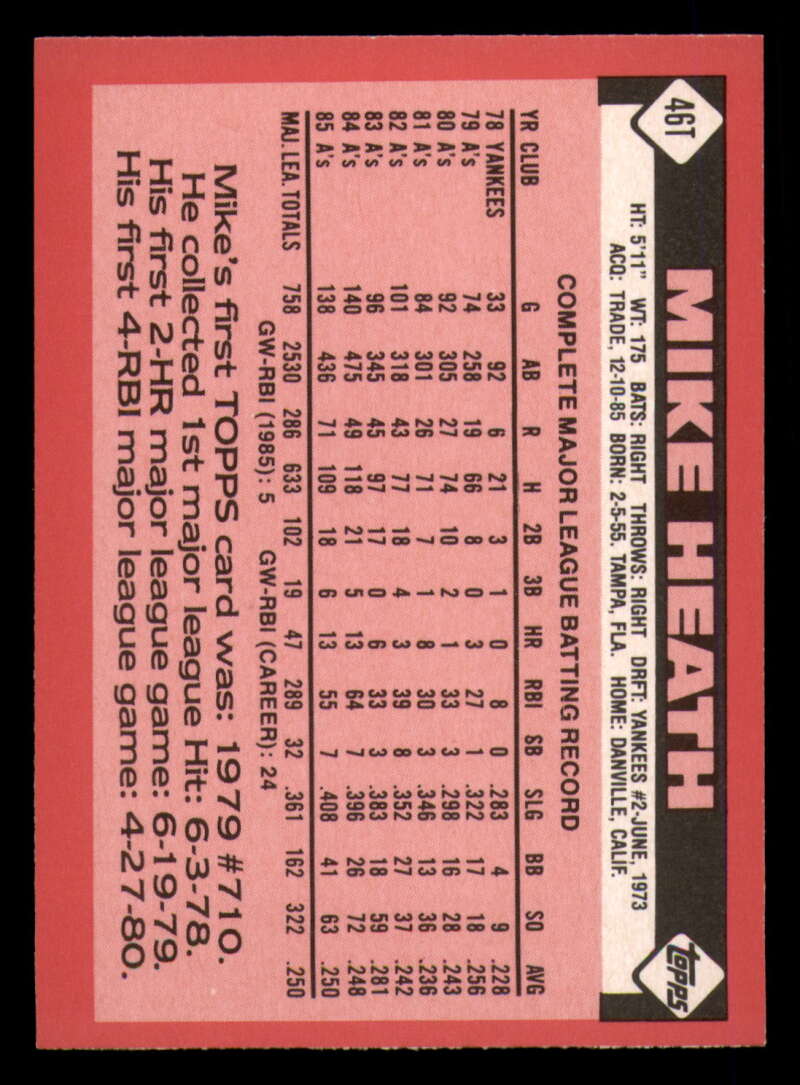 46T
MIKE HEATH
topps
HT: 5'11" WT: 175 BATS: RIGHT THROWS: RIGHT DRFT: YANKEES #2-JUNE, 1973
ACQ: TRADE, 12-10-85 BORN: 2-5-55. TAMPA, FLA. HOME: DANVILLE, CALIF.
COMPLETE MAJOR LEAGUE BATTING RECORD
YR CLUB G AB R H 2B 3B HR RBI SB SLG BB SO AVG
78 YANKEES 33 92 6 21 3 1 0 8 0 .283 4 9 .228
79 A's 74 258 19 66 8 0 3 27 1 .322 17 18 .256
80 A's 92 305 27 74 10 2 1 33 3 .298 16 28 .243
81 A's 84 301 26 71 7 1 8 30 3 .346 13 36 .236
82 A's 101 318 43 77 18 4 3 39 8 .352 27 37 .242
83 A's 96 345 45 97 17 0 6 33 3 .383 18 59 .281
84 A's 140 475 49 118 21 5 13 64 7 .396 26 72 .248
85 A's 138 436 71 109 18 6 13 55 7 .408 41 63 .250
MAJ. LEA. TOTALS 758 2530 286 633 102 19 47 289 32 .361 162 322 .250
GW-RBI (1985): 5 GW-RBI (CAREER): 24
Mike's first TOPPS card was: 1979 #710.
He collected 1st major league Hit: 6-3-78.
His first 2-HR major league game: 6-19-79.
His first 4-RBI major league game: 4-27-80.